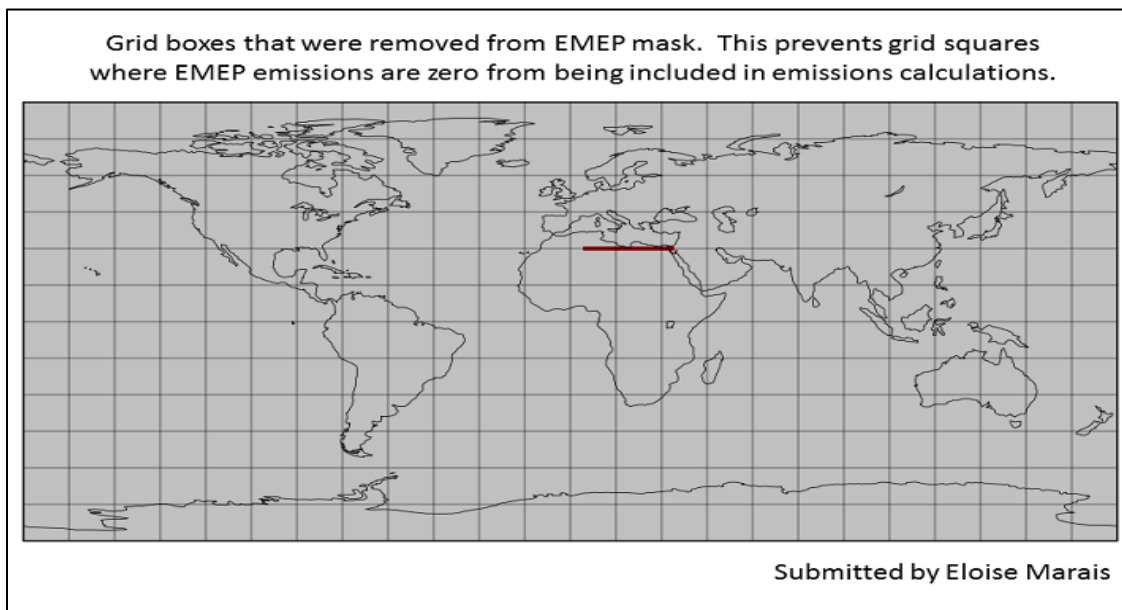 Grid boxes that were removed from EMEP mask. This prevents grid squares
where EMEP emissions are zero from being included in emissions calculations.
Submitted by Eloise Marais